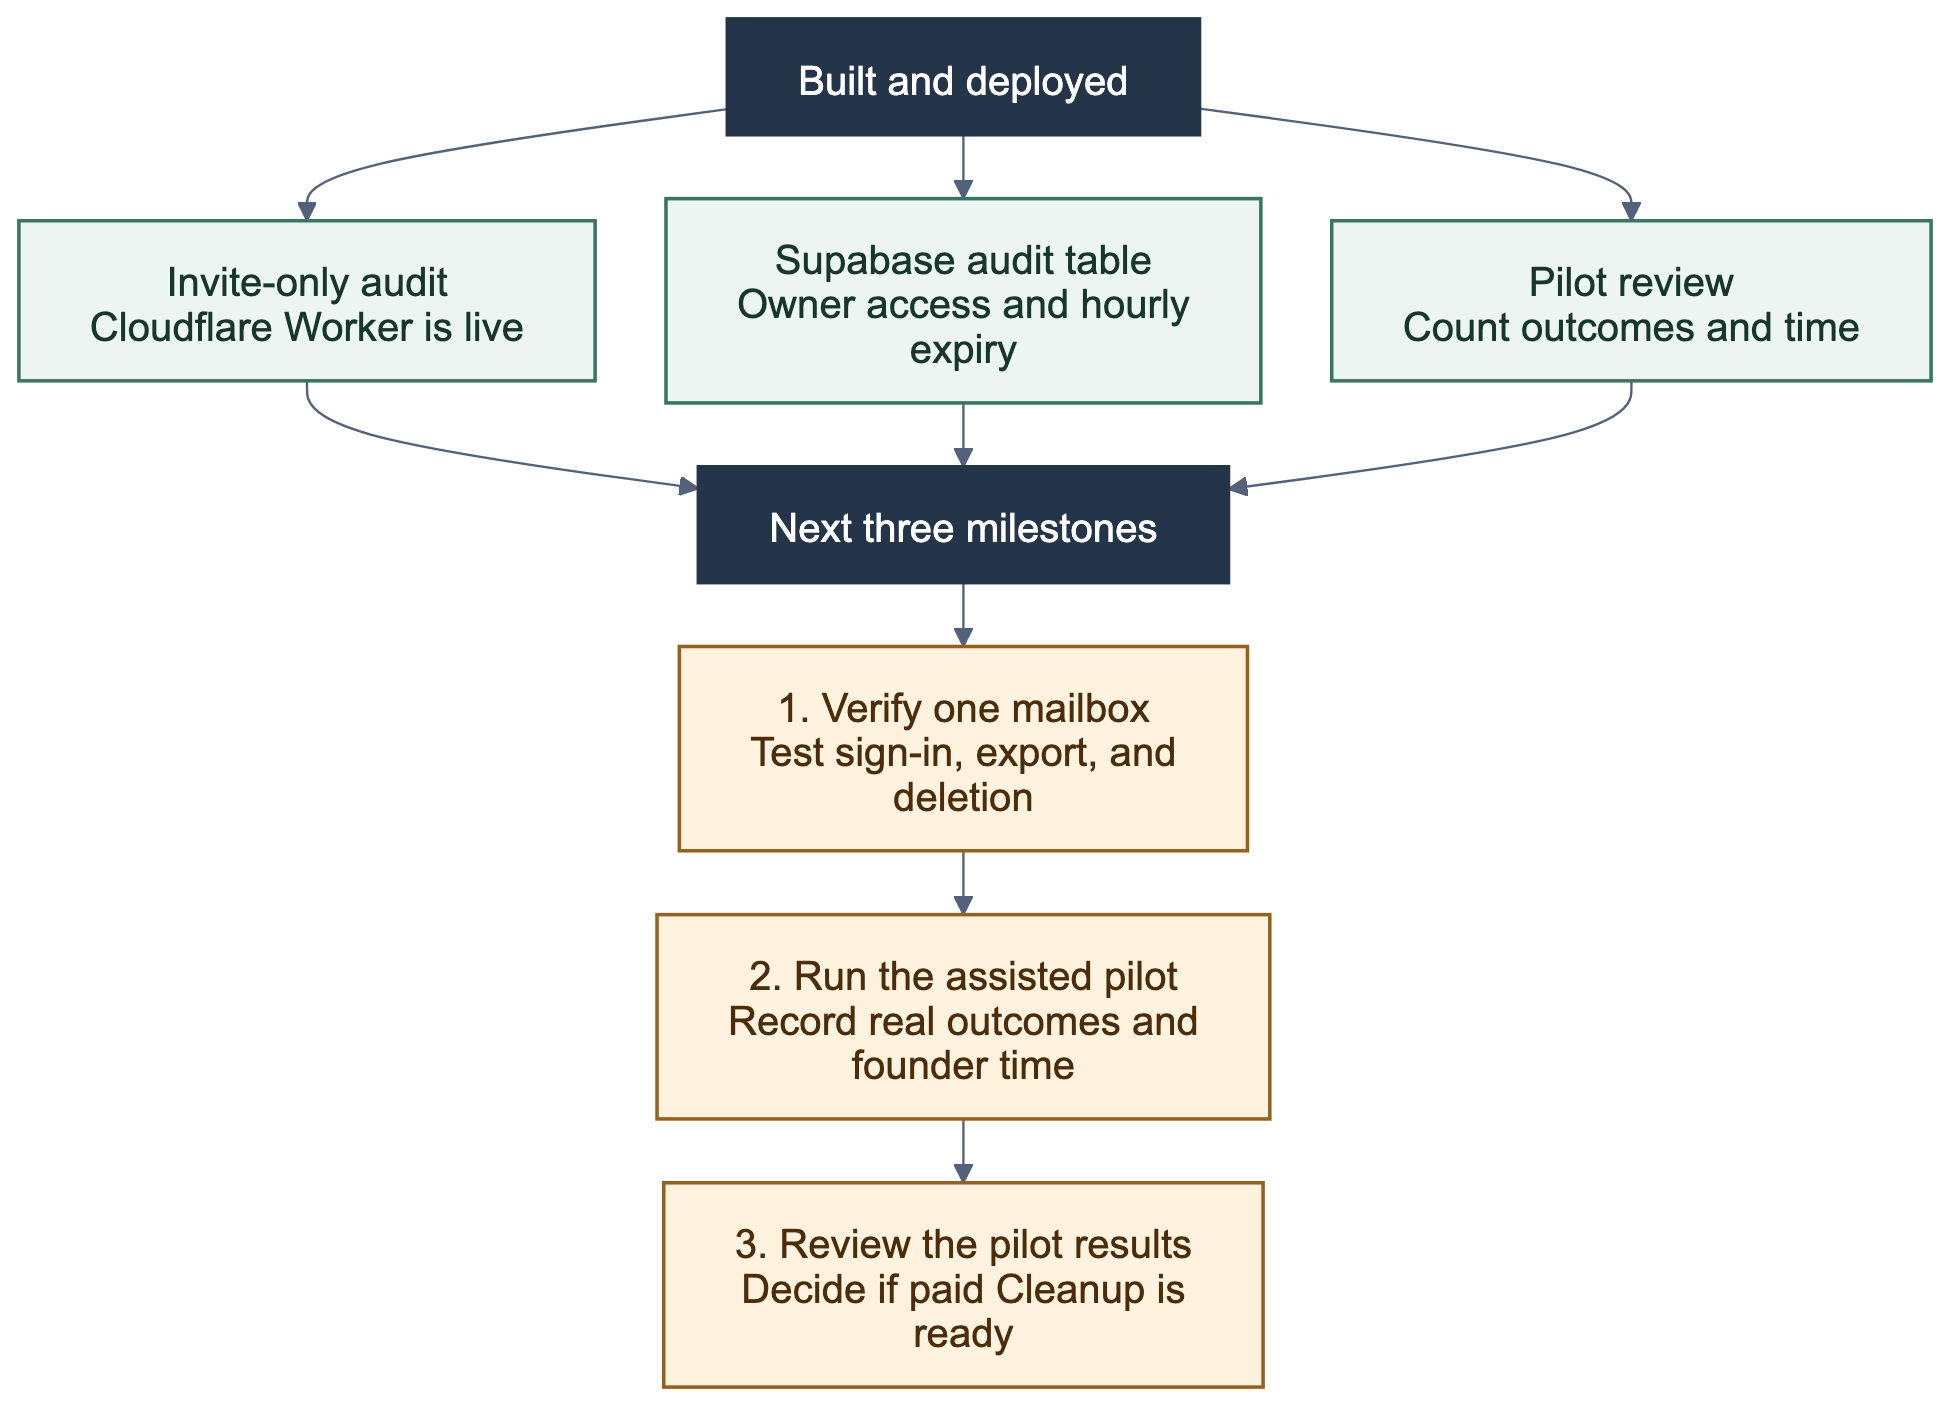 Built and deployed
Invite-only audit
Cloudflare Worker is live
Supabase audit table
Owner access and hourly
expiry
Pilot review
Count outcomes and time
Next three milestones
1. Verify one mailbox
Test sign-in, export, and
deletion
2. Run the assisted pilot
Record real outcomes and
founder time
3. Review the pilot results
Decide if paid Cleanup is
ready